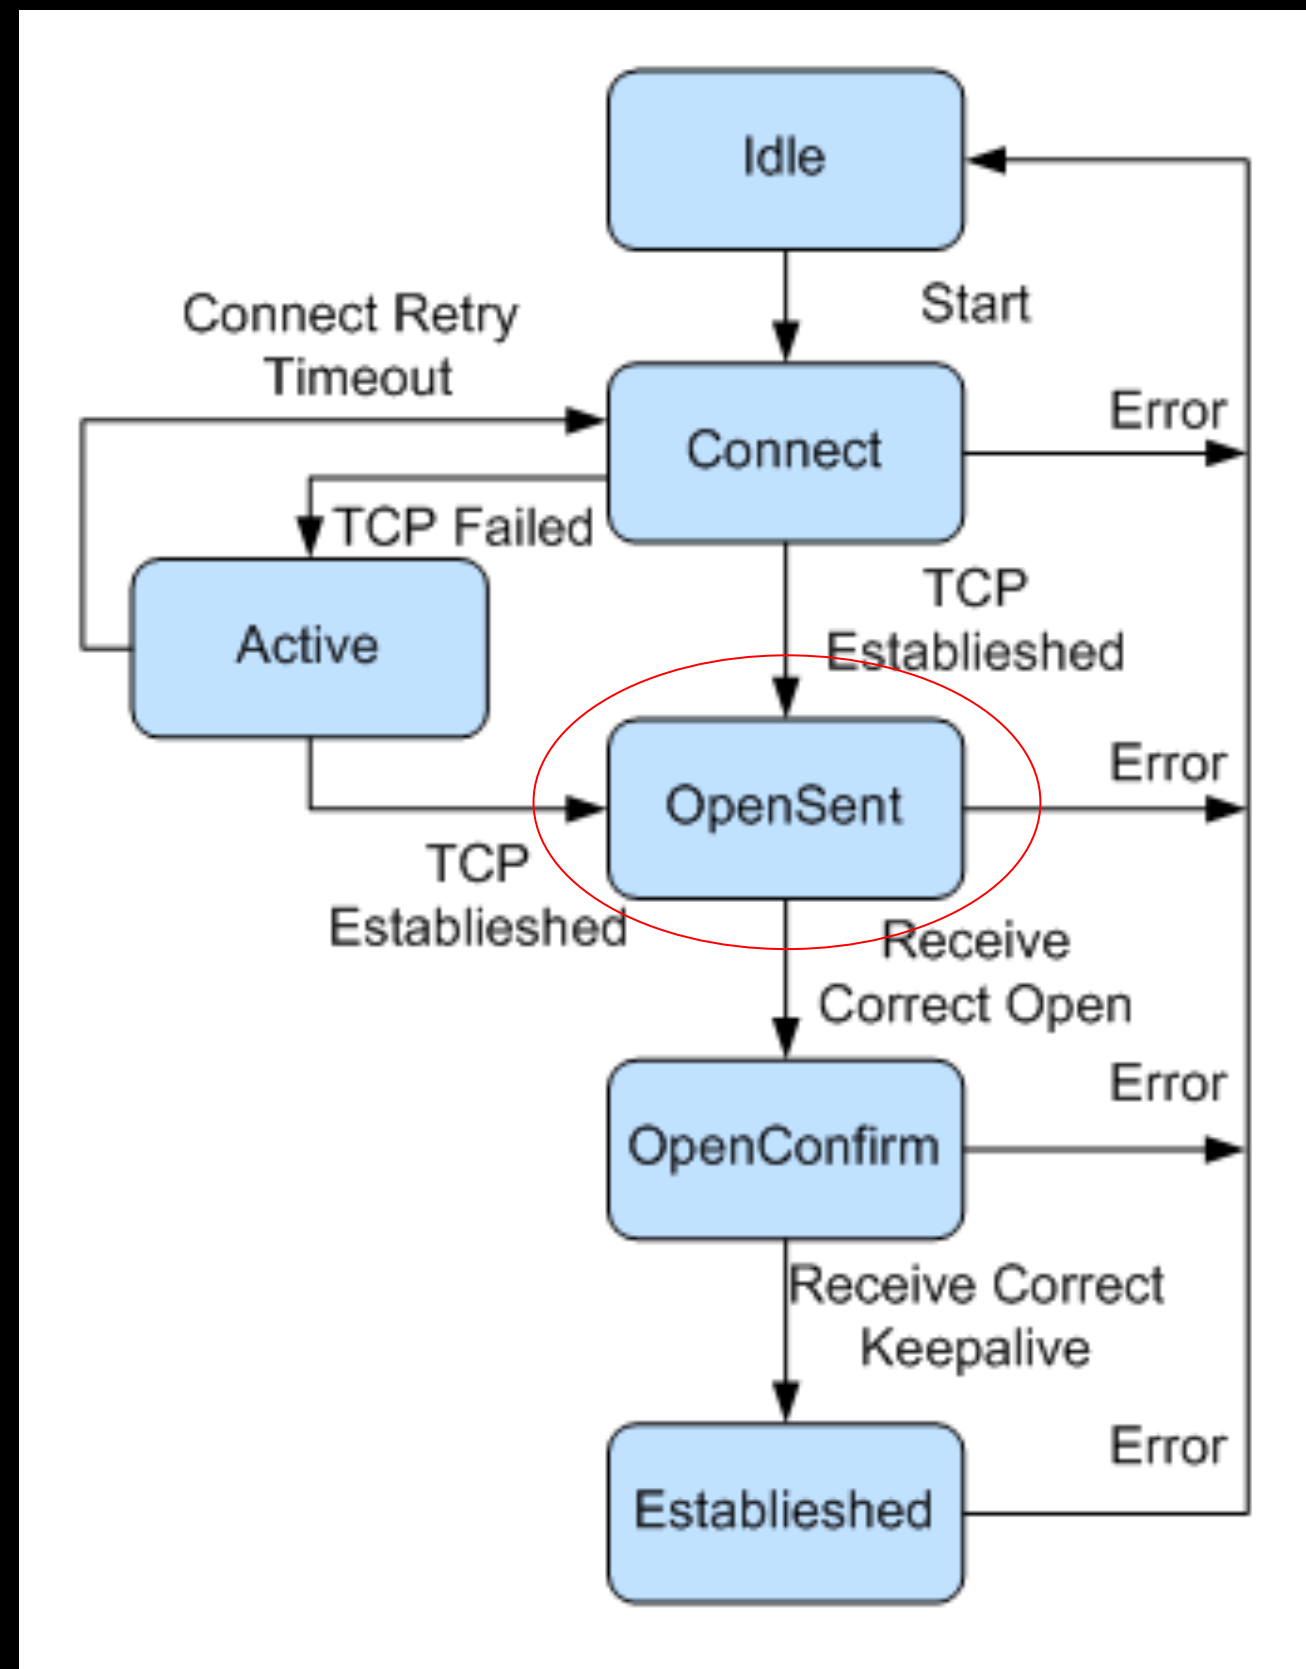 Idle
Start
Connect Retry
Timeout
Error
Connect
TCP Failed
TCP
Establieshed
Active
Error
OpenSent
TCP
Establieshed
Receive
Correct Open
Error
OpenConfirm
Receive Correct
Keepalive
Error
Establieshed